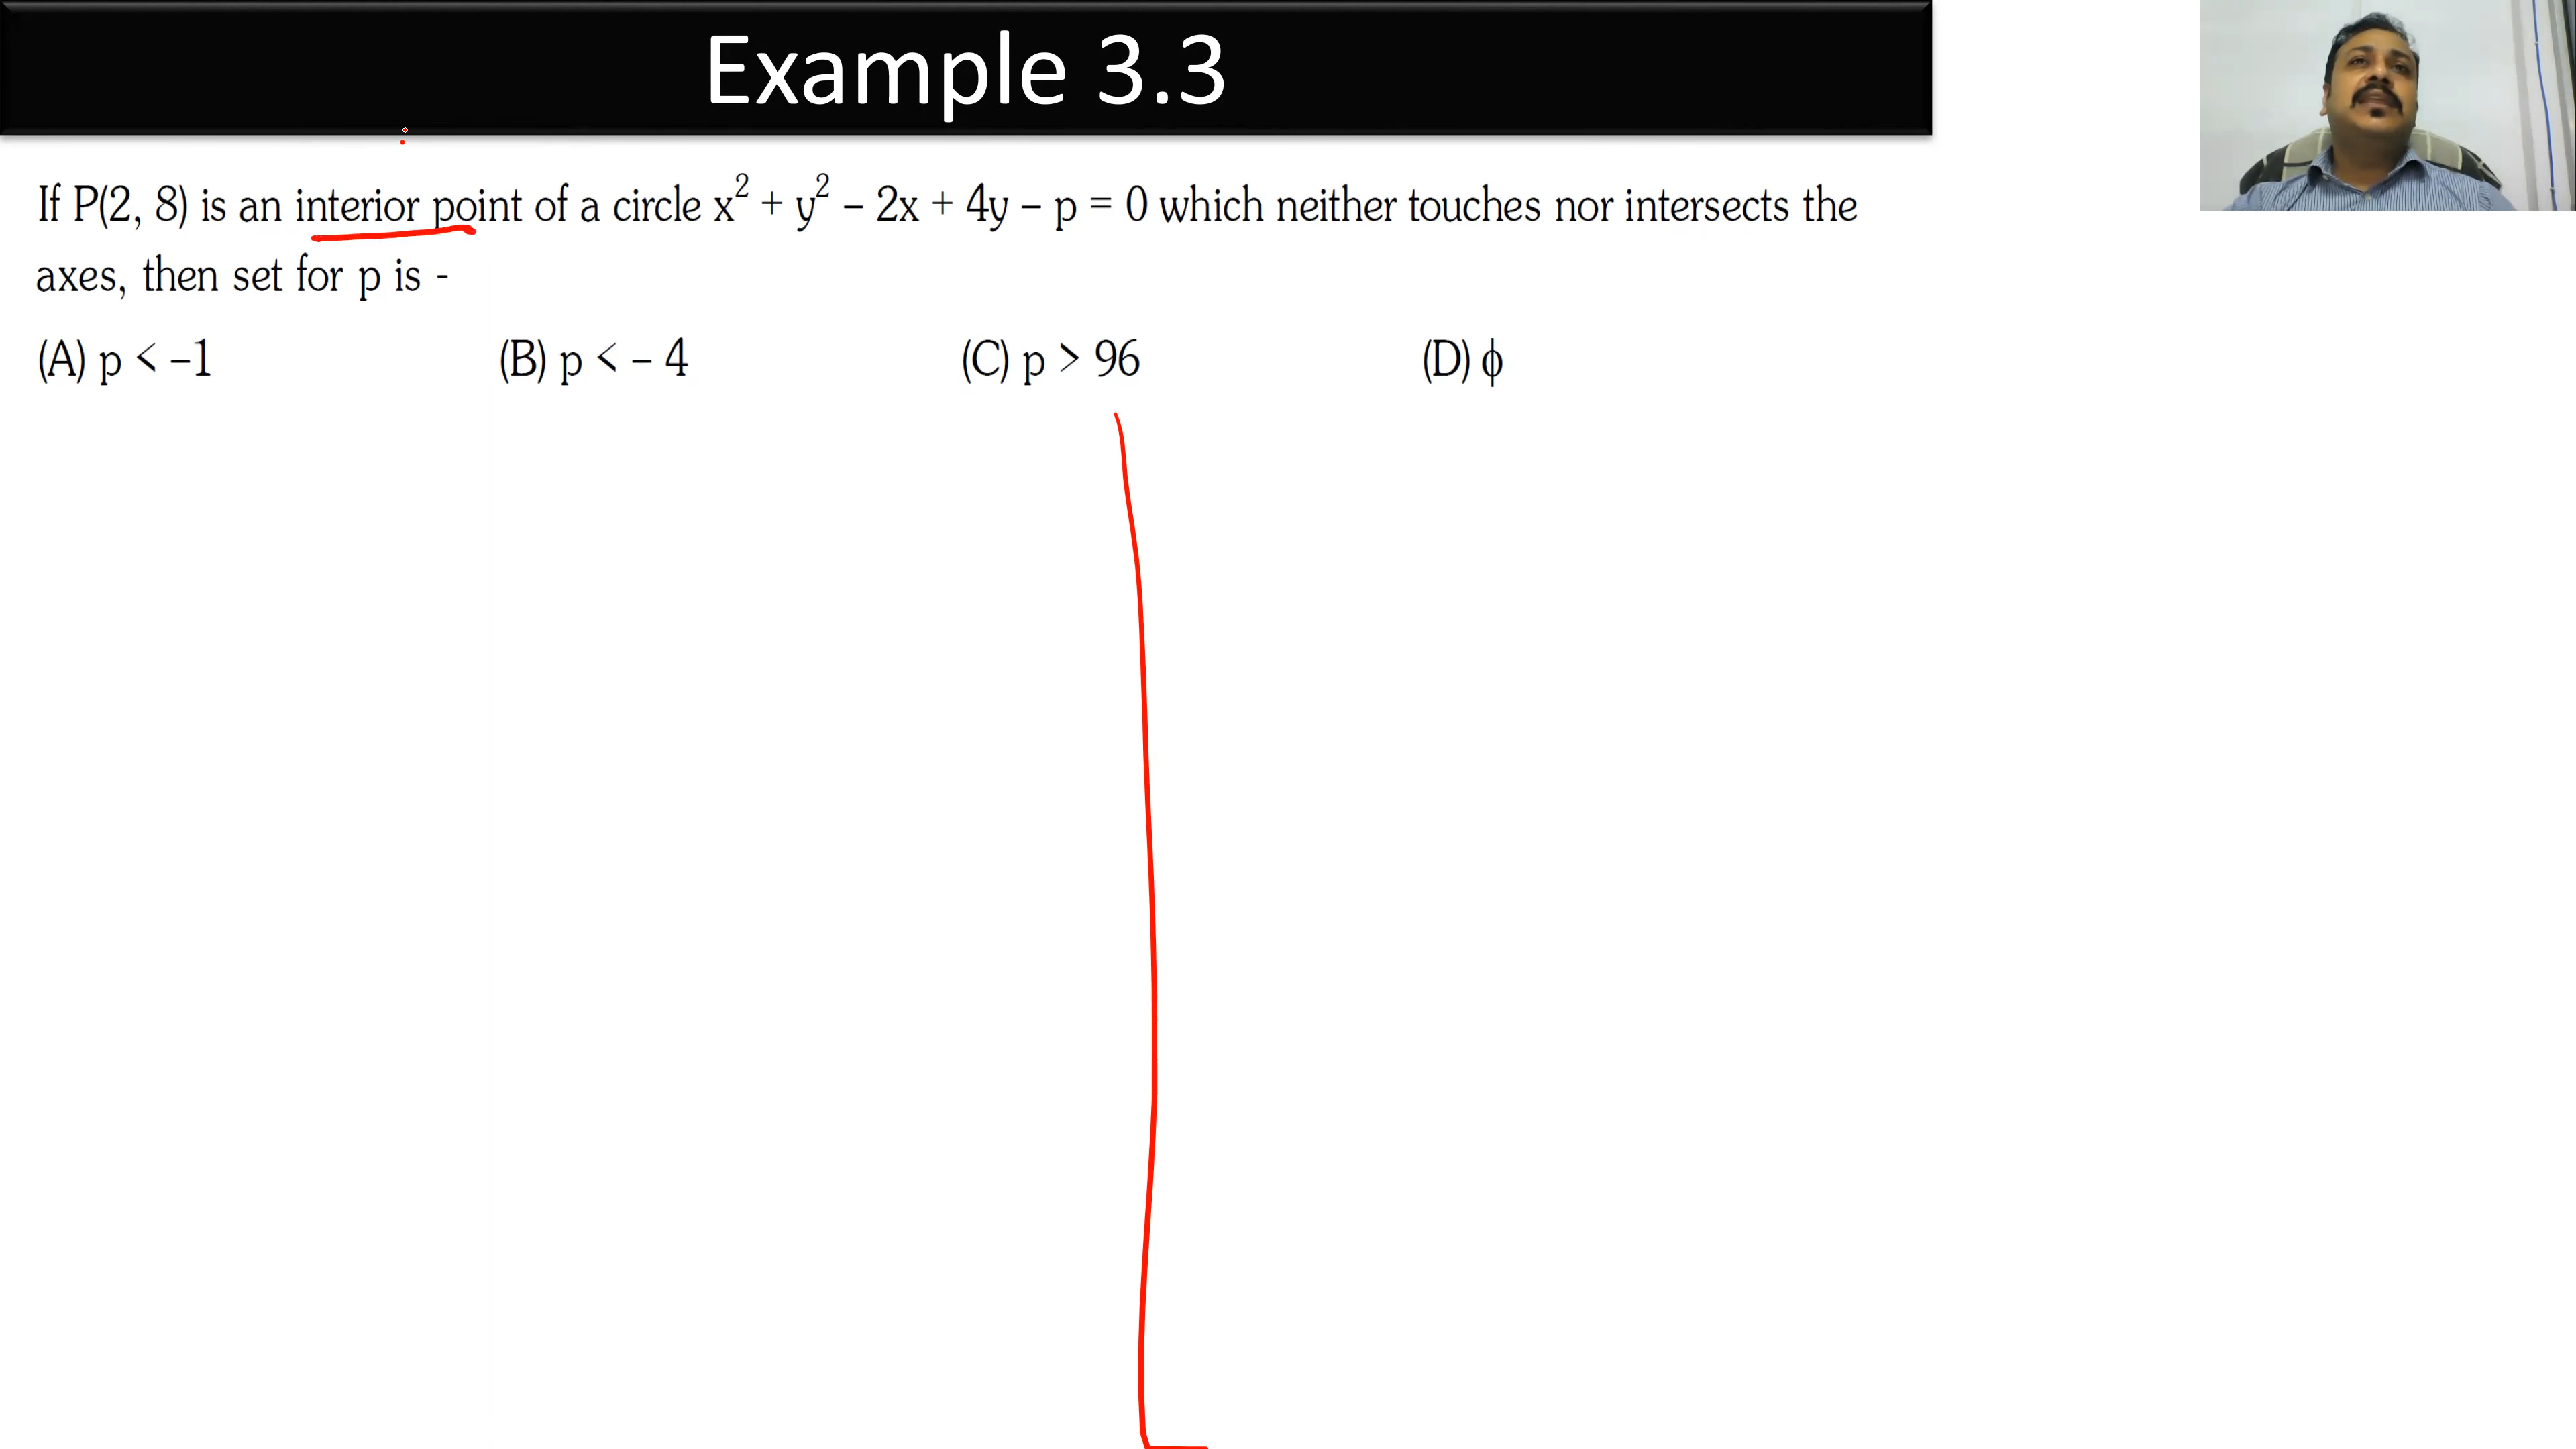 Example 3.3
If P(2, 8) is an interior point of a circle x² + y² – 2x + 4y – p = 0 which neither touches nor intersects the
axes, then set for p is -
(A) p < –1 (B) p < – 4 (C) p > 96 (D) ϕ